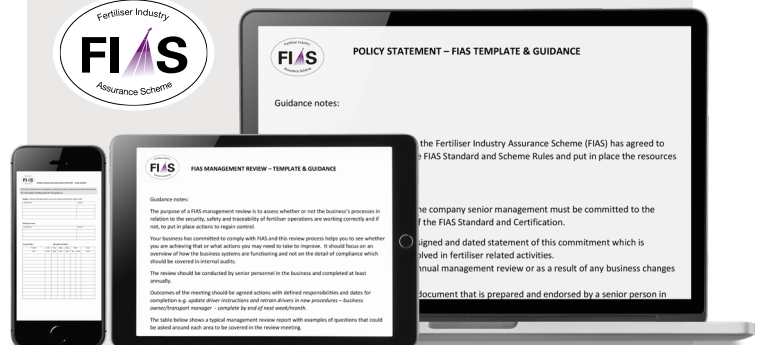 Fertiliser Industry
FIAS
Assurance Scheme
Fertiliser Industry
FIAS
Assurance Scheme
POLICY STATEMENT – FIAS TEMPLATE & GUIDANCE
Guidance notes:
the Fertiliser Industry Assurance Scheme (FIAS) has agreed to
FIAS Standard and Scheme Rules and put in place the resources
company senior management must be committed to the
f the FIAS Standard and Certification.
igned and dated statement of this commitment which is
olved in fertiliser related activities.
nnual management review or as a result of any business changes
document that is prepared and endorsed by a senior person in
FIAS
FIAS MANAGEMENT REVIEW – TEMPLATE & GUIDANCE
Guidance notes:
The purpose of a FIAS management review is to assess whether or not the business's processes in
relation to the security, safety and traceability of fertiliser operations are working correctly and if
not, to put in place actions to regain control.
Your business has committed to comply with FIAS and this review process helps you to see whether
you are achieving that or what actions you may need to take to improve. It should focus on an
overview of how the business systems are functioning and not on the detail of compliance which
should be covered in internal audits.
The review should be conducted by senior personnel in the business and completed at least
annually.
Outcomes of the meeting should be agreed actions with defined responsibilities and dates for
completion e.g. update driver instructions and retrain drivers in new procedures – business
owner/transport manager - complete by end of next week/month.
The table below shows a typical management review report with examples of questions that could
be asked around each area to be covered in the review meeting.
FIAS